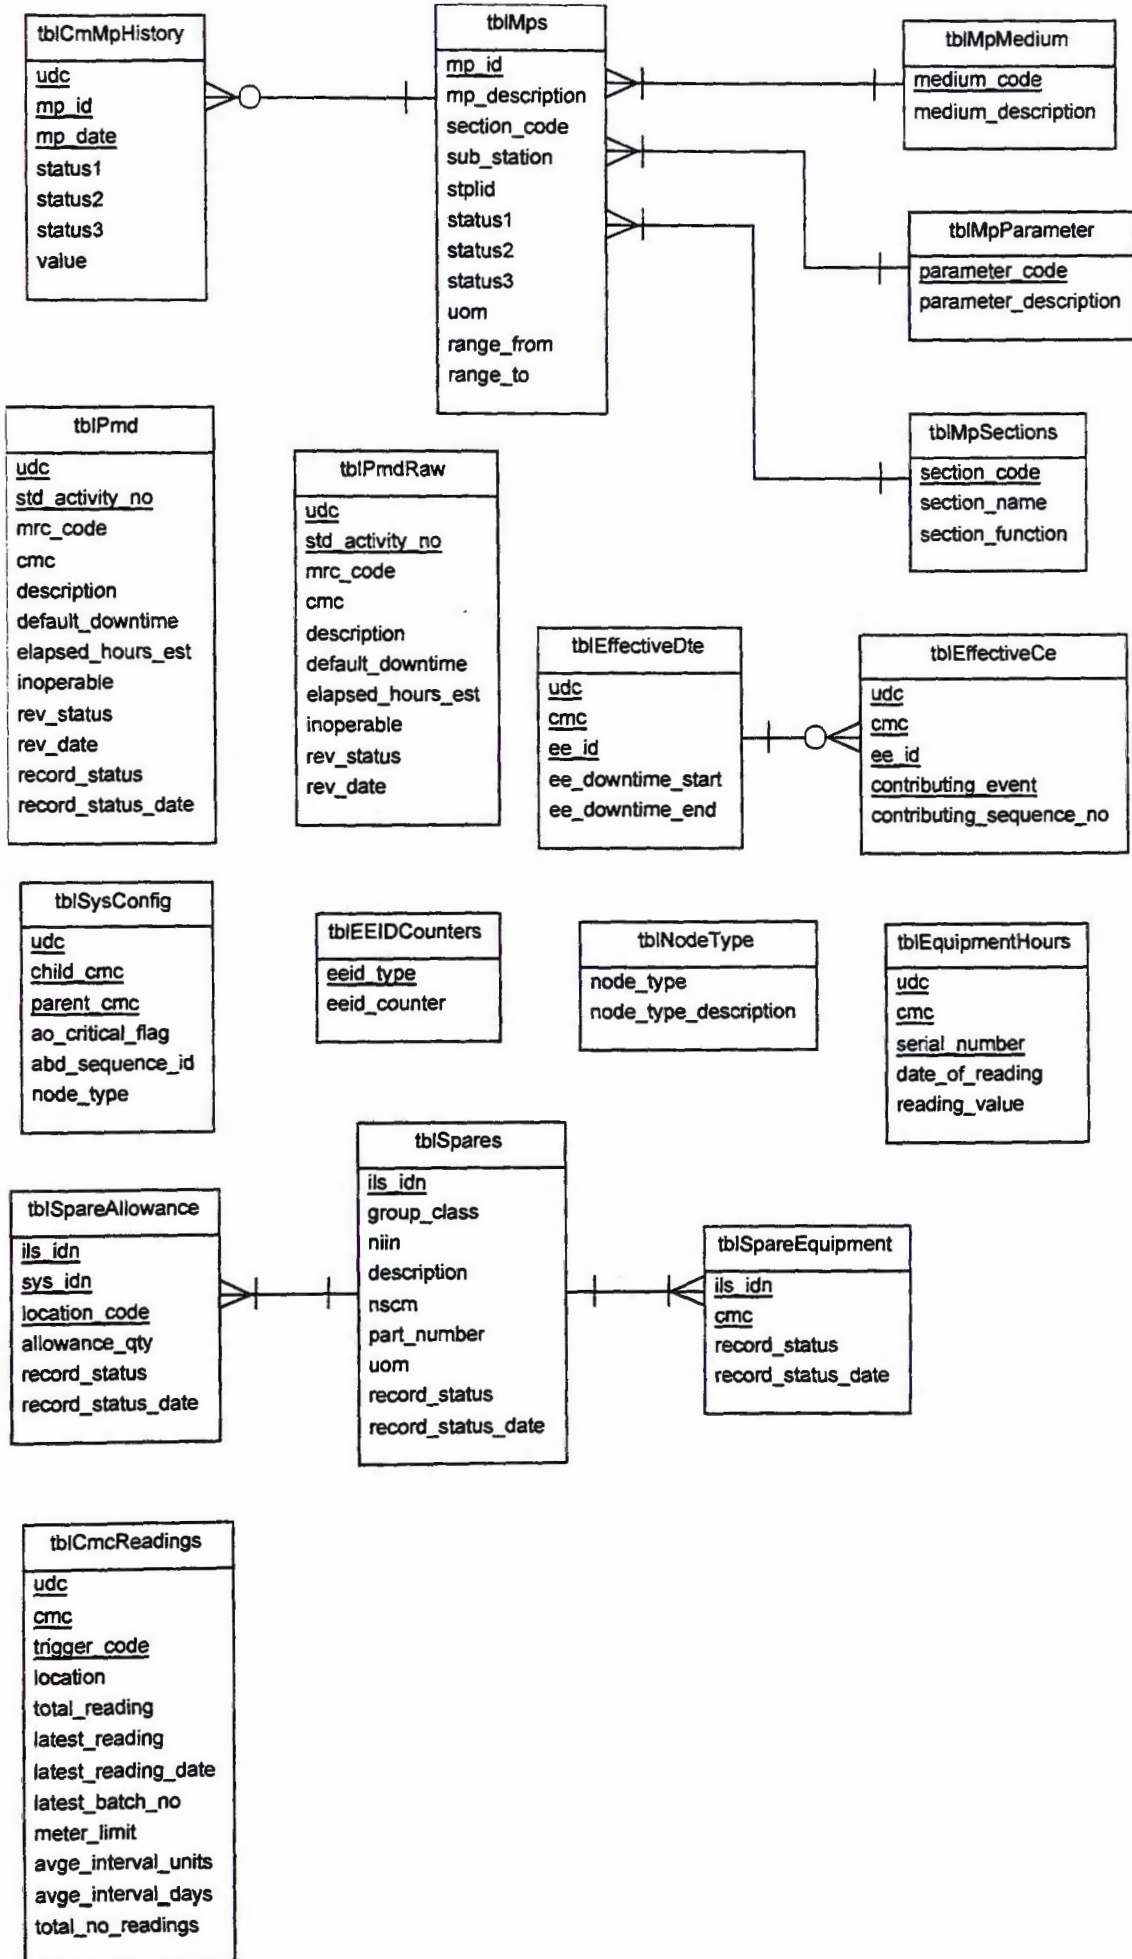 tblCmMpHistory
udc
mp_id
mp_date
status1
status2
status3
value
tblMps
mp_id
mp_description
section_code
sub_station
stplid
status1
status2
status3
uom
range_from
range_to
tblMpMedium
medium_code
medium_description
tblMpParameter
parameter_code
parameter_description
tblMpSections
section_code
section_name
section_function
tblPmd
udc
std_activity_no
mrc_code
cmc
description
default_downtime
elapsed_hours_est
inoperable
rev_status
rev_date
record_status
record_status_date
tblPmdRaw
udc
std_activity_no
mrc_code
cmc
description
default_downtime
elapsed_hours_est
inoperable
rev_status
rev_date
tblEffectiveDte
udc
cmc
ee_id
ee_downtime_start
ee_downtime_end
tblEffectiveCe
udc
cmc
ee_id
contributing_event
contributing_sequence_no
tblSysConfig
udc
child_cmc
parent_cmc
ao_critical_flag
abd_sequence_id
node_type
tblEEIDCounters
eeid_type
eeid_counter
tblNodeType
node_type
node_type_description
tblEquipmentHours
udc
cmc
serial_number
date_of_reading
reading_value
tblSpareAllowance
ils_idn
sys_idn
location_code
allowance_qty
record_status
record_status_date
tblSpares
ils_idn
group_class
niin
description
nscm
part_number
uom
record_status
record_status_date
tblSpareEquipment
ils_idn
cmc
record_status
record_status_date
tblCmcReadings
udc
cmc
trigger_code
location
total_reading
latest_reading
latest_reading_date
latest_batch_no
meter_limit
avge_interval_units
avge_interval_days
total_no_readings